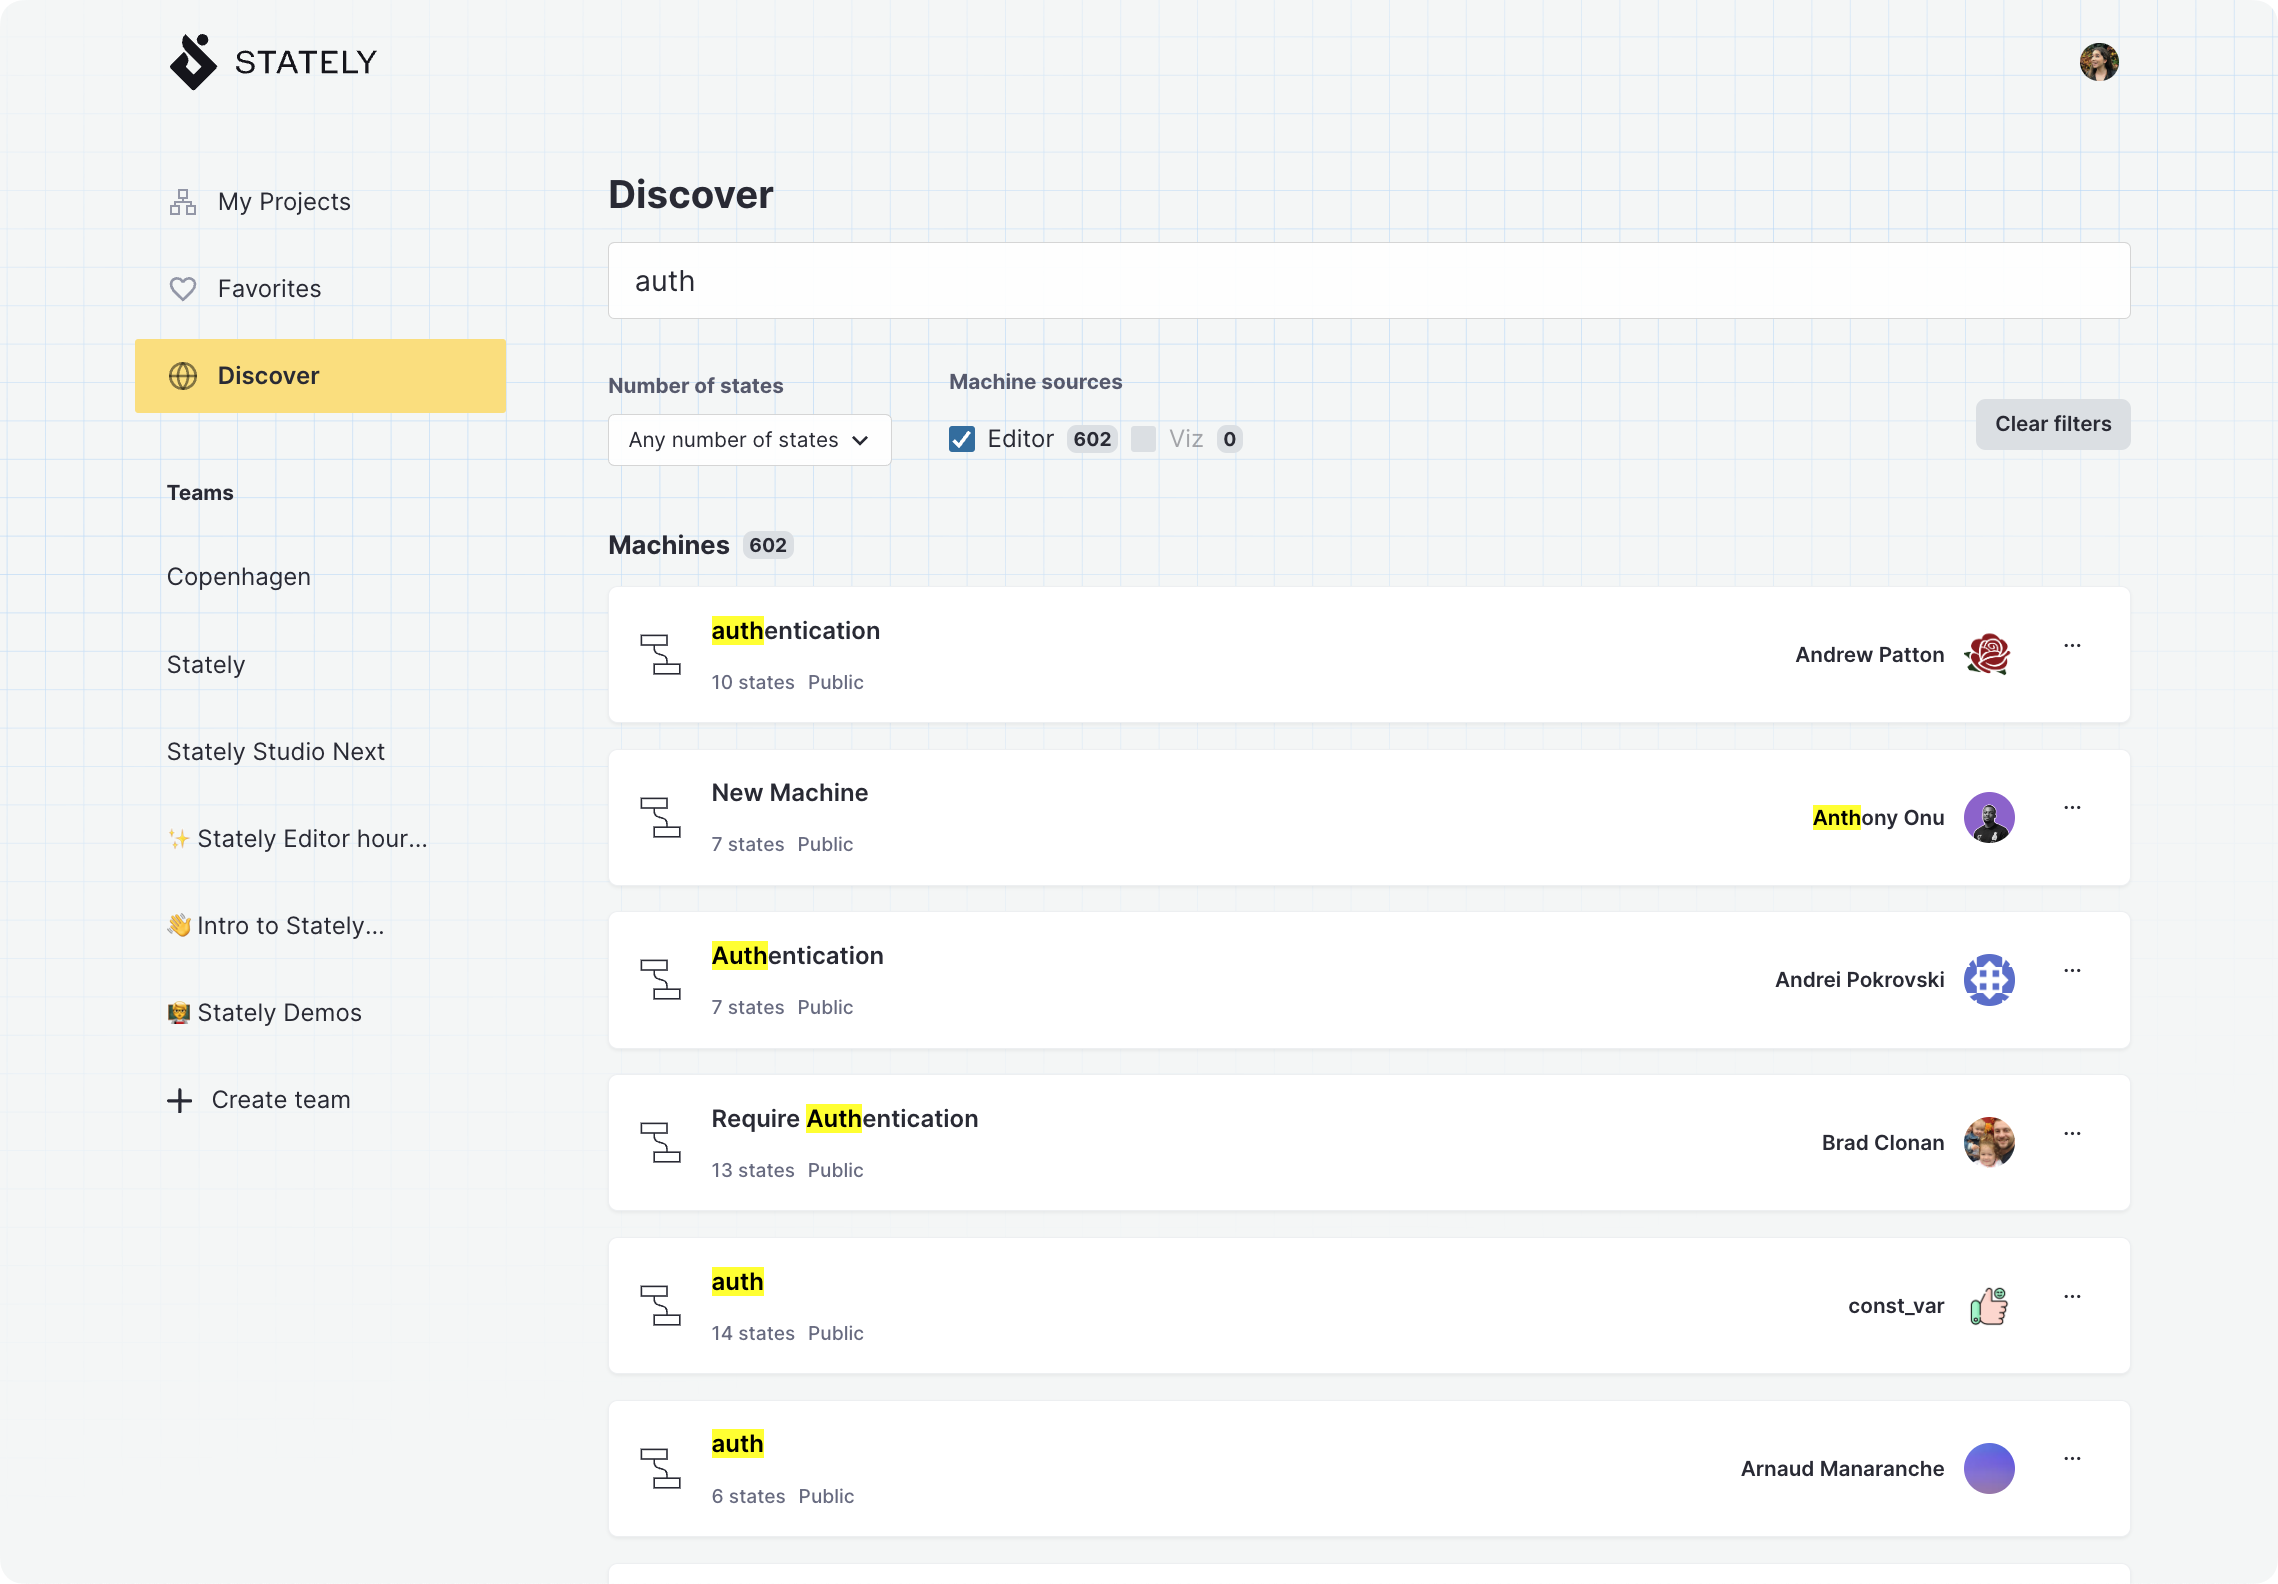 STATELY
My Projects
Favorites
Discover
Teams
Copenhagen
Stately
Stately Studio Next
✨ Stately Editor hour...
👋 Intro to Stately...
👨‍🏫 Stately Demos
Create team
Discover
auth
Number of states
Any number of states
Machine sources
Editor 602 Viz 0
Clear filters
Machines 602
authentication
10 states Public
Andrew Patton
...
New Machine
7 states Public
Anthony Onu
...
Authentication
7 states Public
Andrei Pokrovski
...
Require Authentication
13 states Public
Brad Clonan
...
auth
14 states Public
const_var
...
auth
6 states Public
Arnaud Manaranche
...